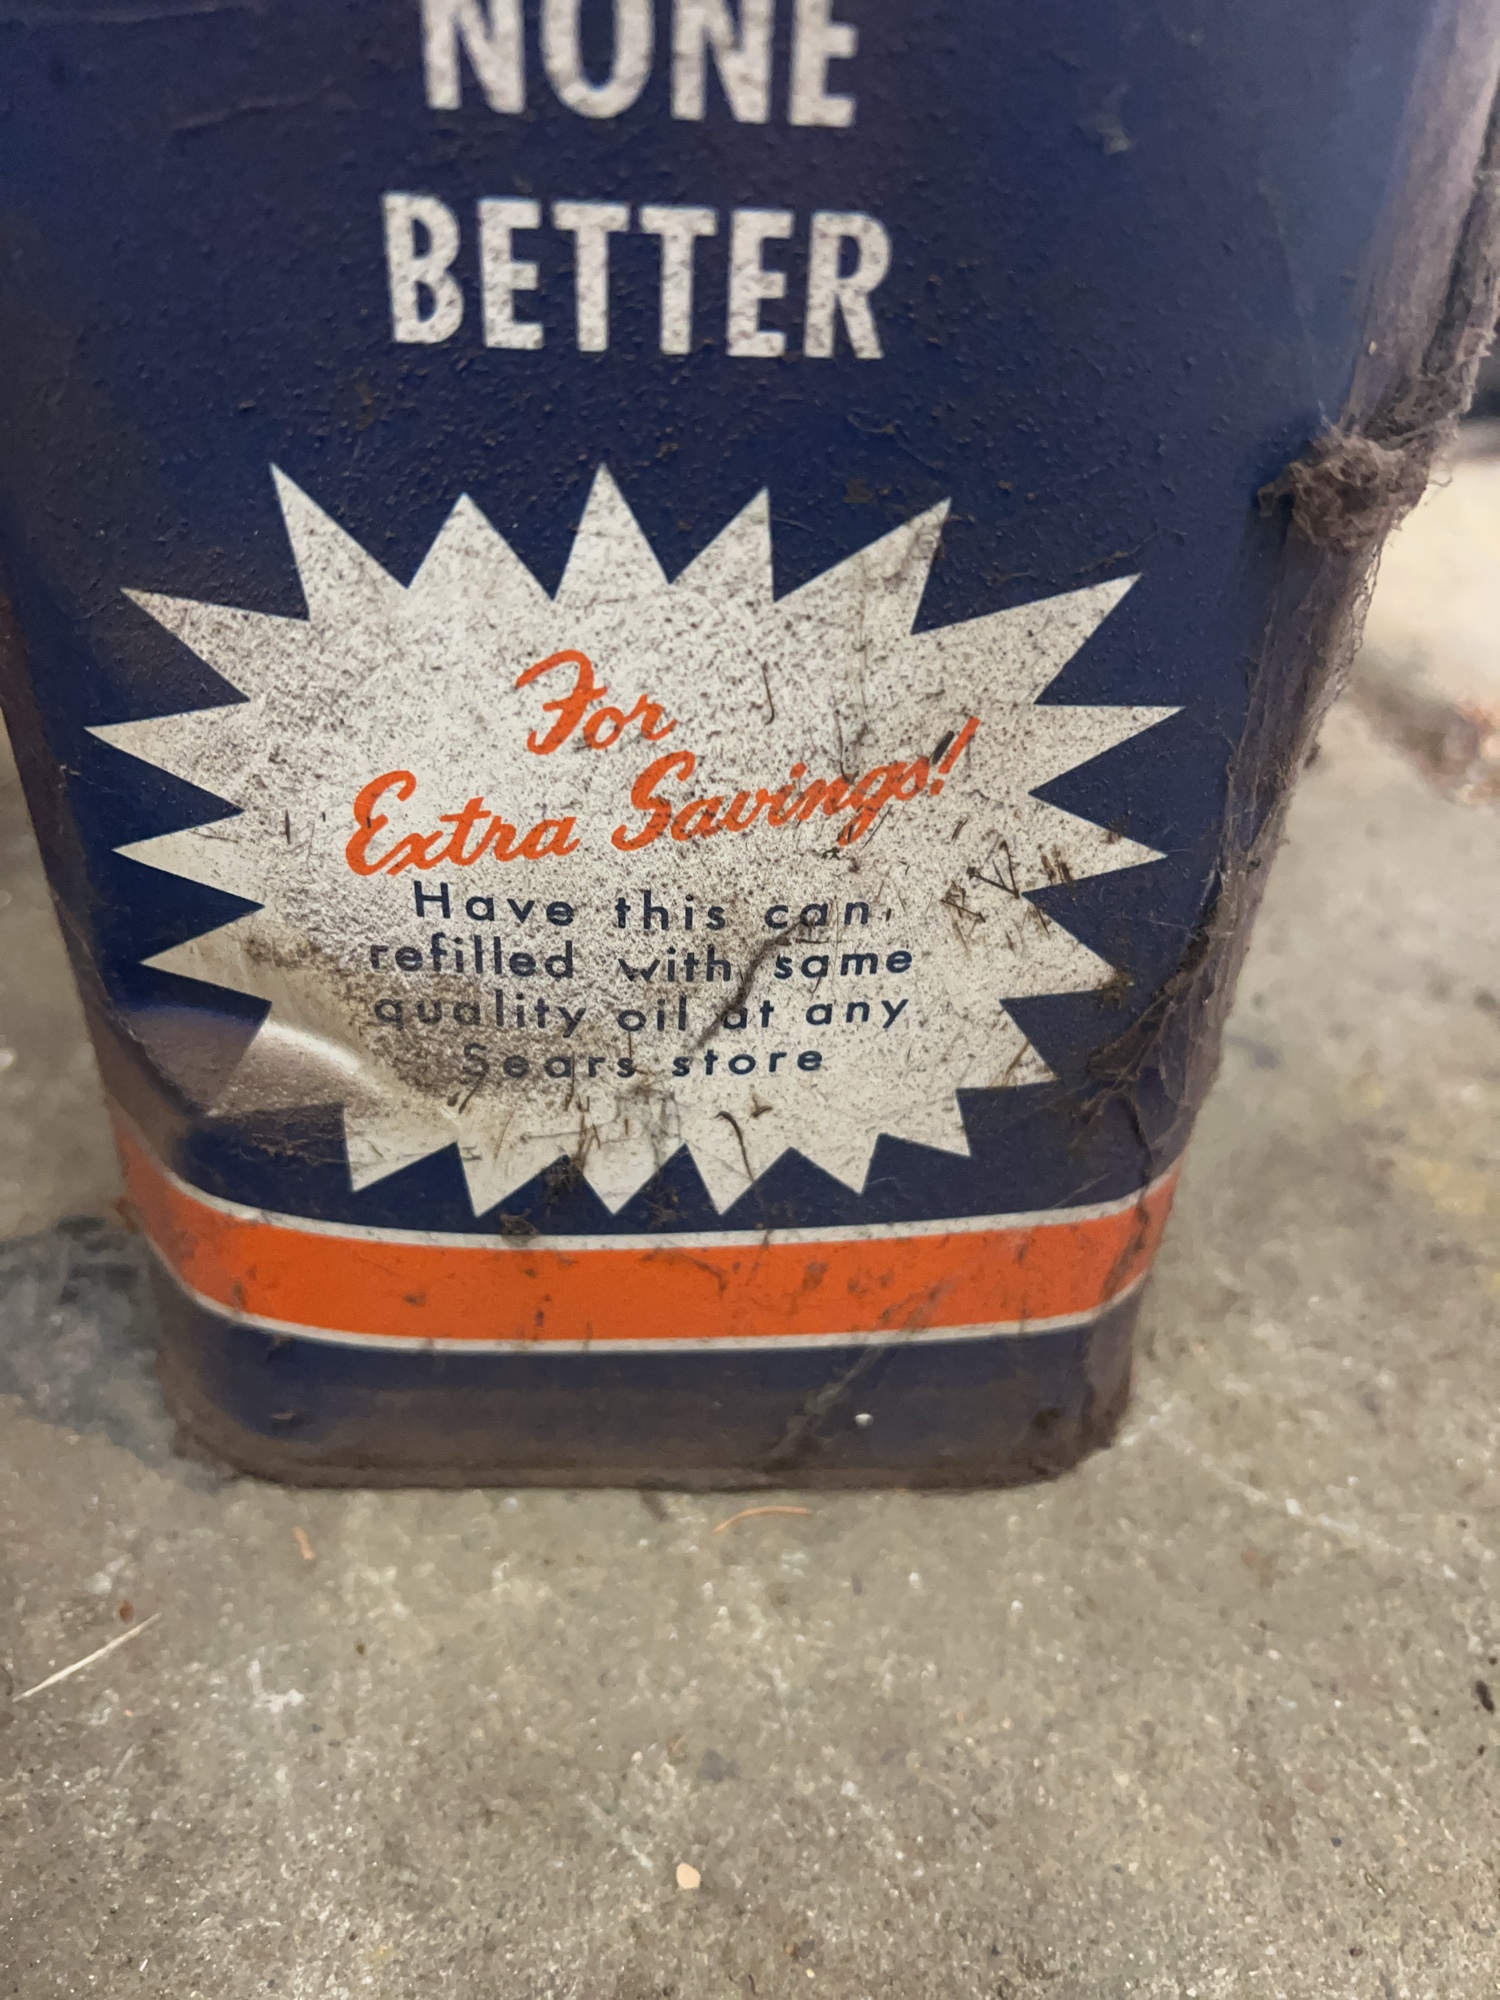 NONE
BETTER
For
Extra Savings!
Have this can
refilled with same
quality oil at any
Sears store